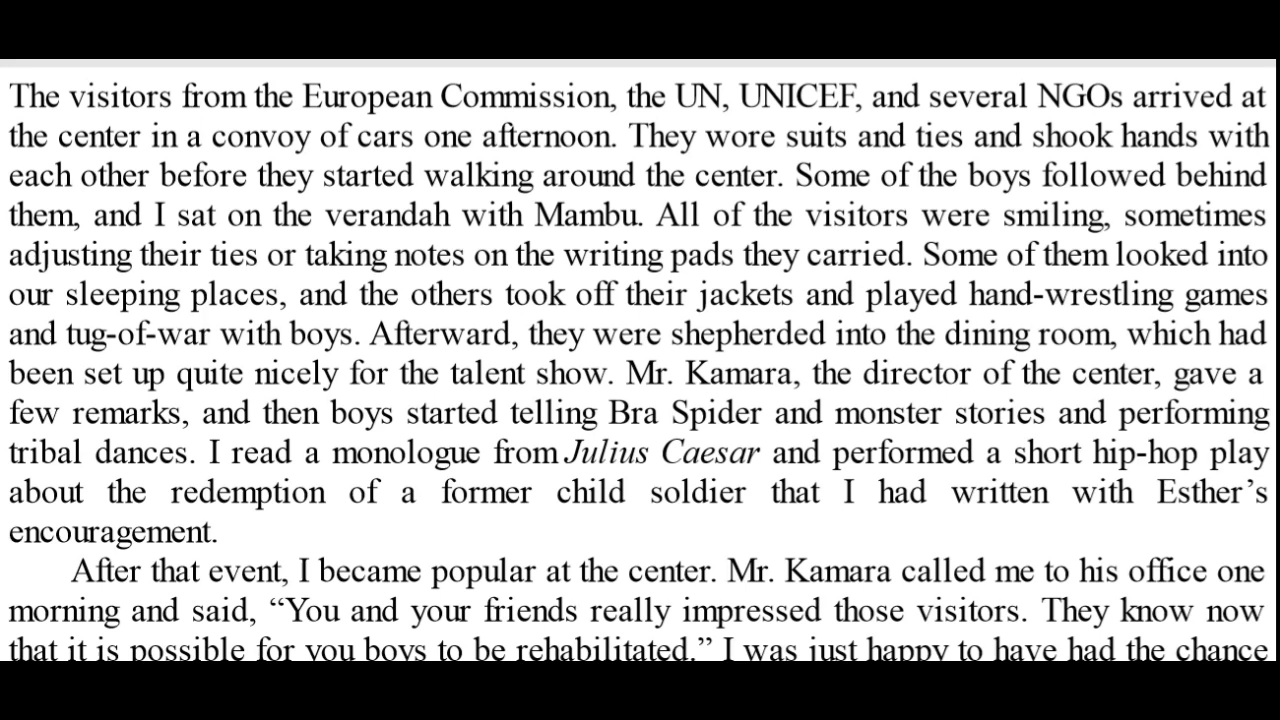 The visitors from the European Commission, the UN, UNICEF, and several NGOs arrived at
the center in a convoy of cars one afternoon. They wore suits and ties and shook hands with
each other before they started walking around the center. Some of the boys followed behind
them, and I sat on the verandah with Mambu. All of the visitors were smiling, sometimes
adjusting their ties or taking notes on the writing pads they carried. Some of them looked into
our sleeping places, and the others took off their jackets and played hand-wrestling games
and tug-of-war with boys. Afterward, they were shepherded into the dining room, which had
been set up quite nicely for the talent show. Mr. Kamara, the director of the center, gave a
few remarks, and then boys started telling Bra Spider and monster stories and performing
tribal dances. I read a monologue from Julius Caesar and performed a short hip-hop play
about the redemption of a former child soldier that I had written with Esther’s
encouragement.
After that event, I became popular at the center. Mr. Kamara called me to his office one
morning and said, “You and your friends really impressed those visitors. They know now
that it is possible for you boys to be rehabilitated.” I was just happy to have had the chance